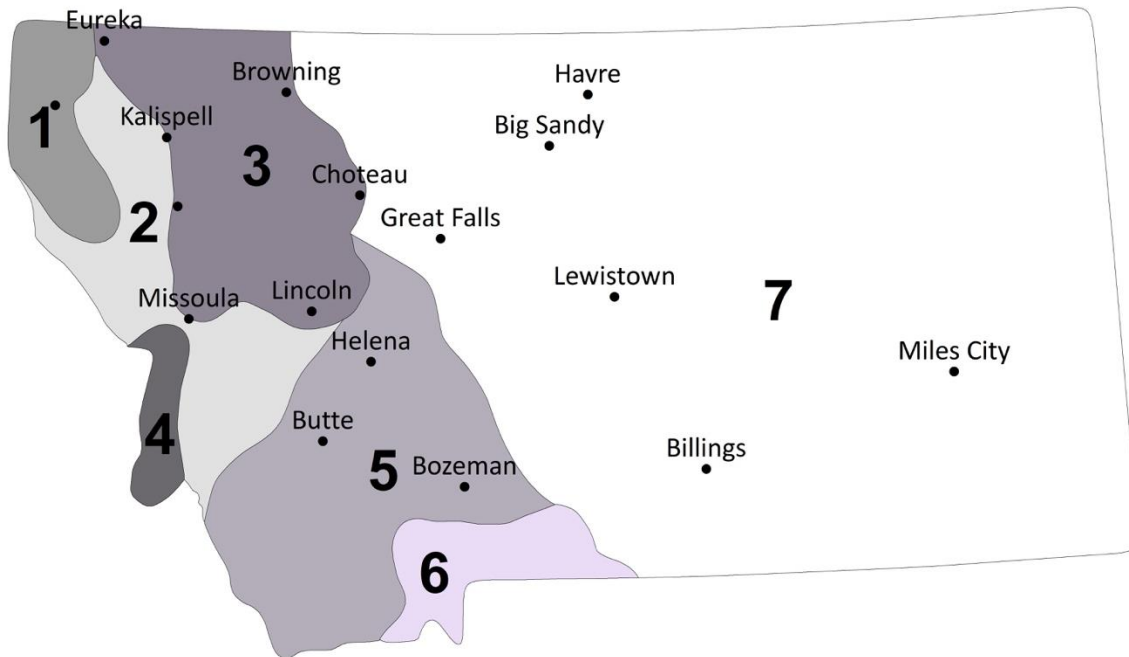 Eureka
Browning
Havre
1
Kalispell
Big Sandy
3
Choteau
2
Great Falls
Lewistown
7
Missoula
Lincoln
Helena
Miles City
4
Butte
5
Bozeman
Billings
6